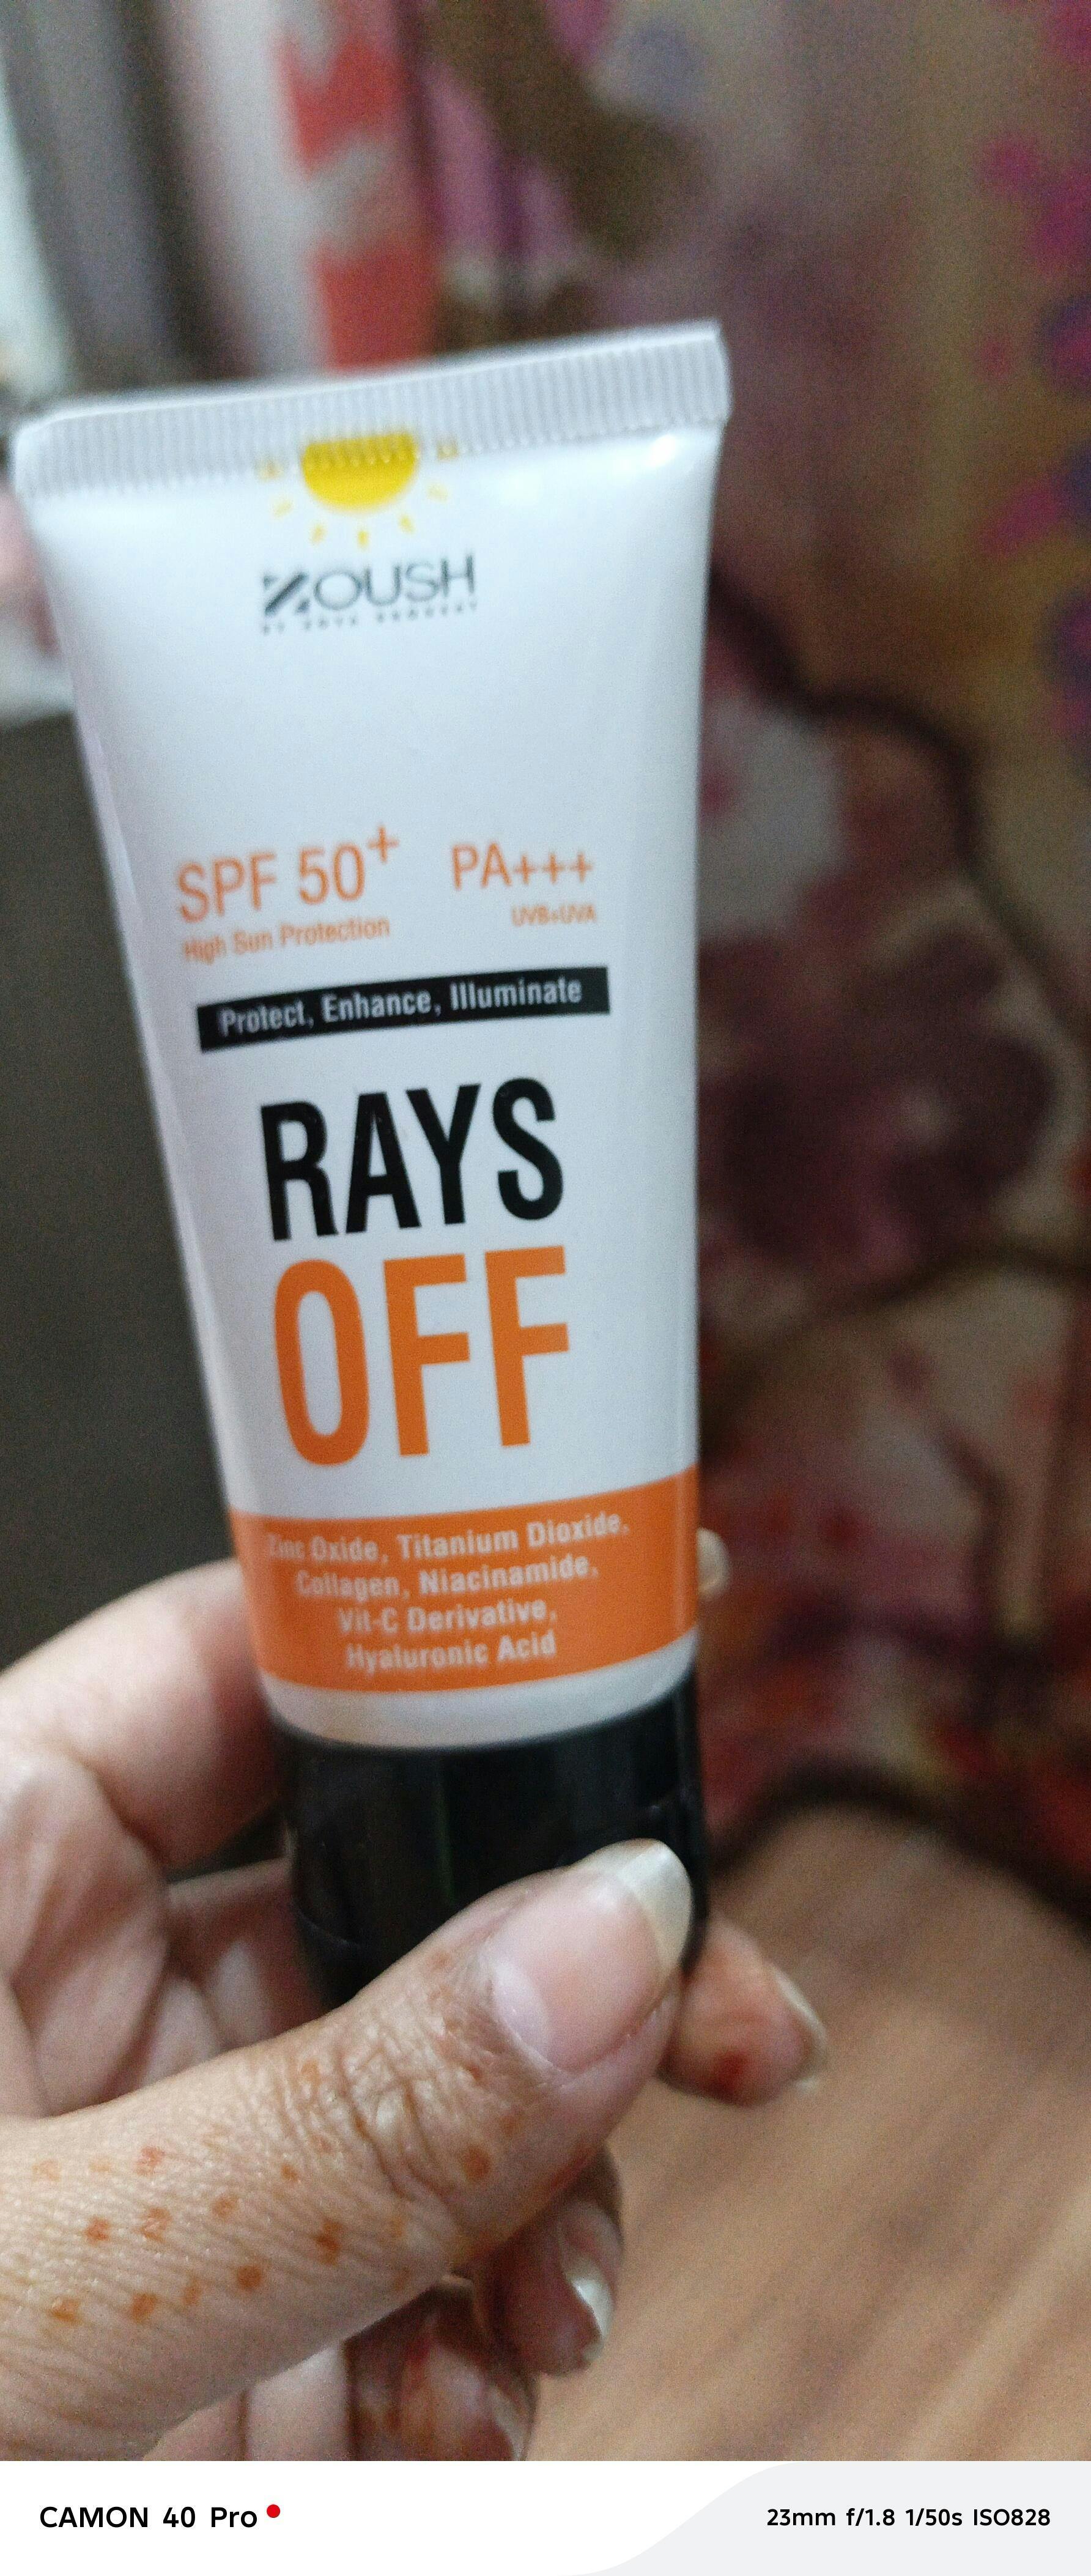 ZOUSH
SPF 50+ PA+++
High Sun Protection UVB+UVA
Protect, Enhance, Illuminate
RAYS
OFF
Zinc Oxide, Titanium Dioxide,
Collagen, Niacinamide,
Vit-C Derivative,
Hyaluronic Acid
CAMON 40 Pro 23mm f/1.8 1/50s ISO828